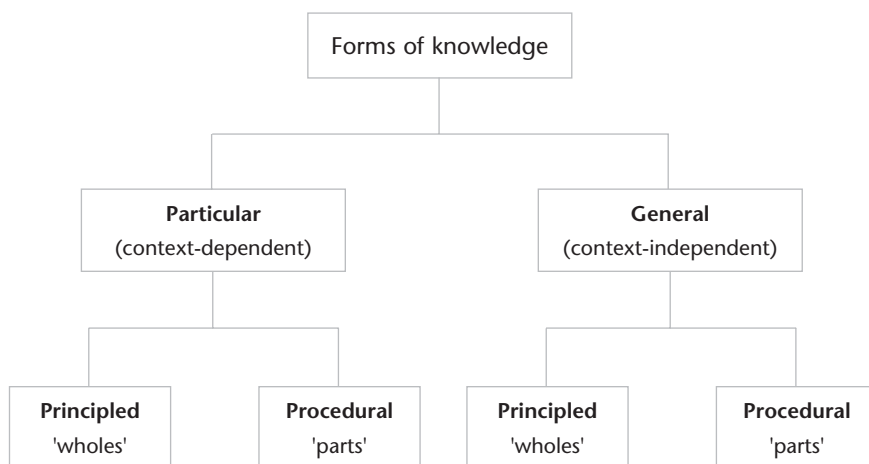 Forms of knowledge
Particular
(context-dependent)
General
(context-independent)
Principled
'wholes'
Procedural
'parts'
Principled
'wholes'
Procedural
'parts'